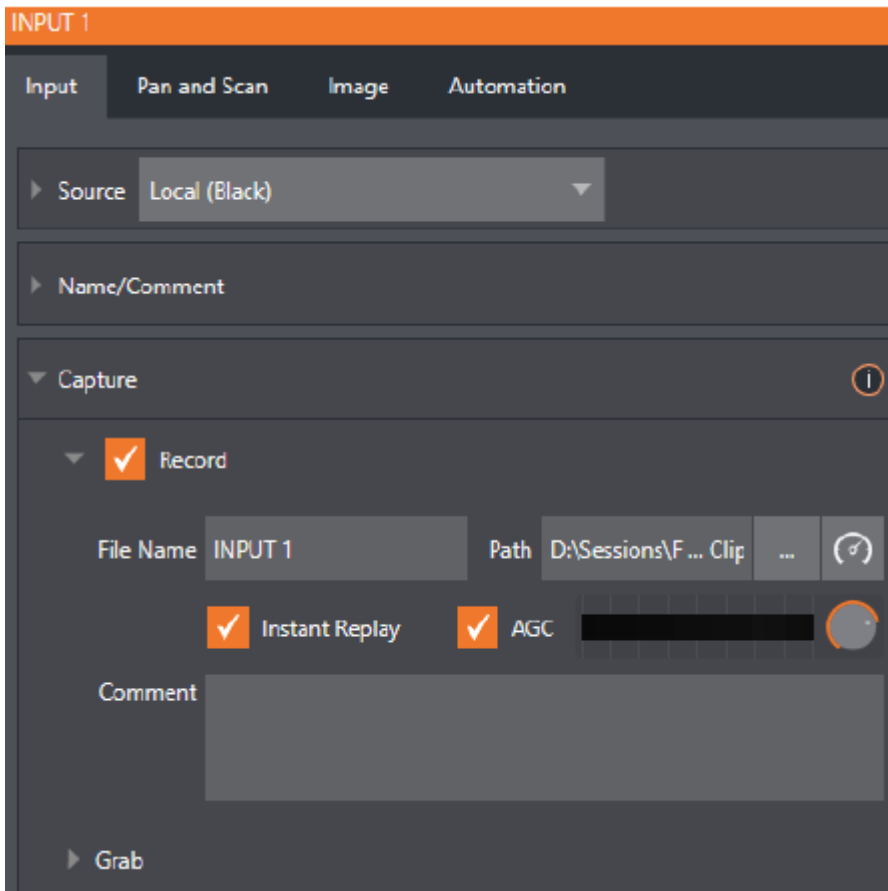 INPUT 1
Input Pan and Scan Image Automation
Source Local (Black)
Name/Comment
Capture i
Record
File Name INPUT 1 Path D:\Sessions\F ... Clip ...
Instant Replay AGC
Comment
Grab